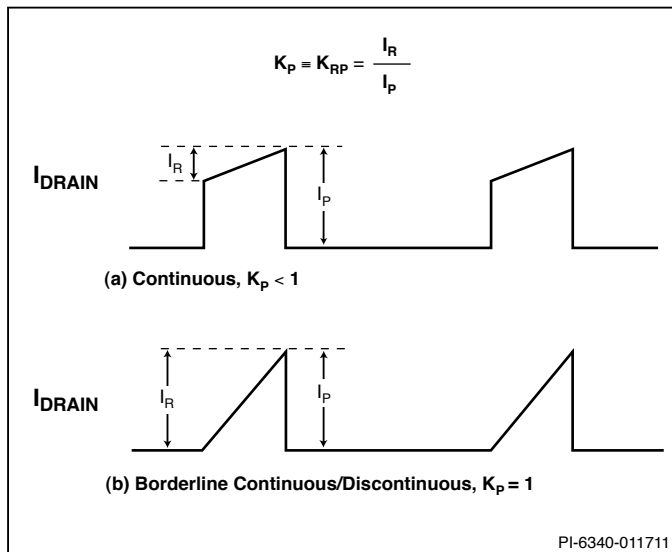 K_P ≡ K_RP = I_R / I_P
I_R
I_DRAIN
I_P
(a) Continuous, K_P < 1
I_DRAIN
I_R
I_P
(b) Borderline Continuous/Discontinuous, K_P = 1
PI-6340-011711